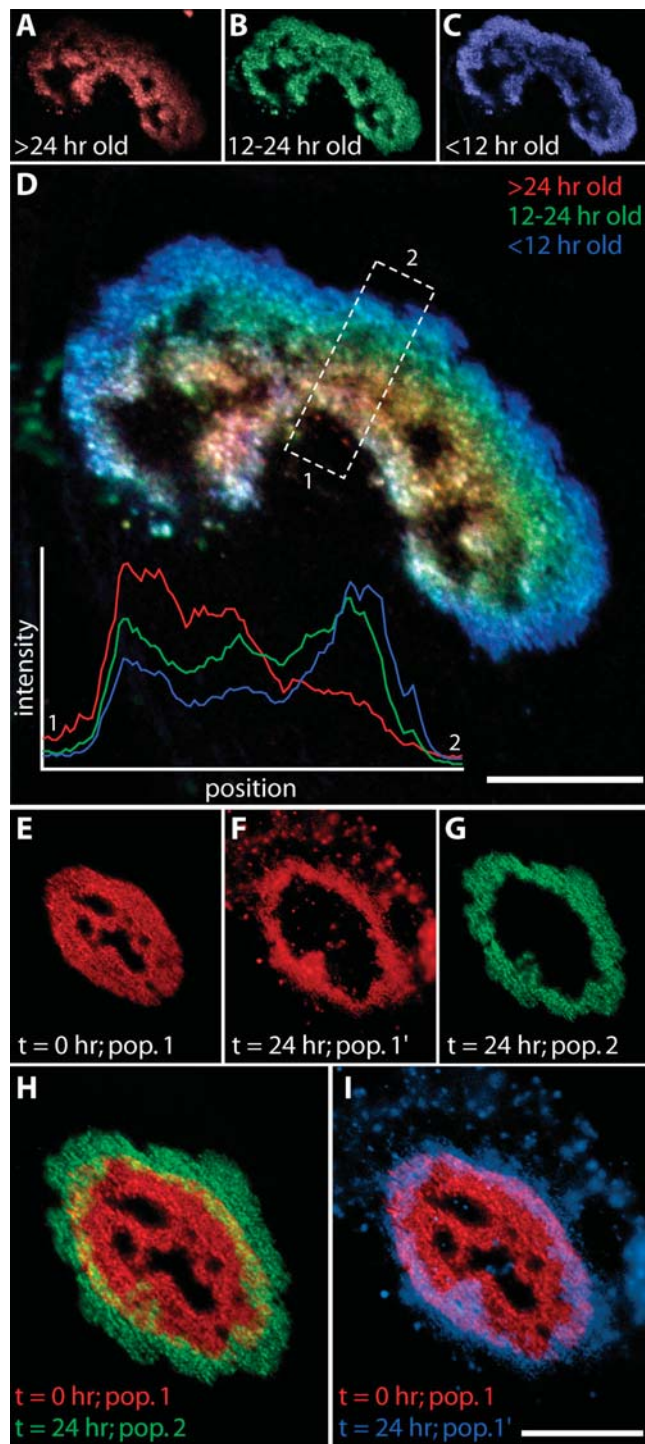 A
>24 hr old
B
12-24 hr old
C
<12 hr old
D
>24 hr old
12-24 hr old
<12 hr old
2
1
intensity
1
2
position
E
t = 0 hr; pop. 1
F
t = 24 hr; pop. 1'
G
t = 24 hr; pop. 2
H
t = 0 hr; pop. 1
t = 24 hr; pop. 2
I
t = 0 hr; pop. 1
t = 24 hr; pop.1'